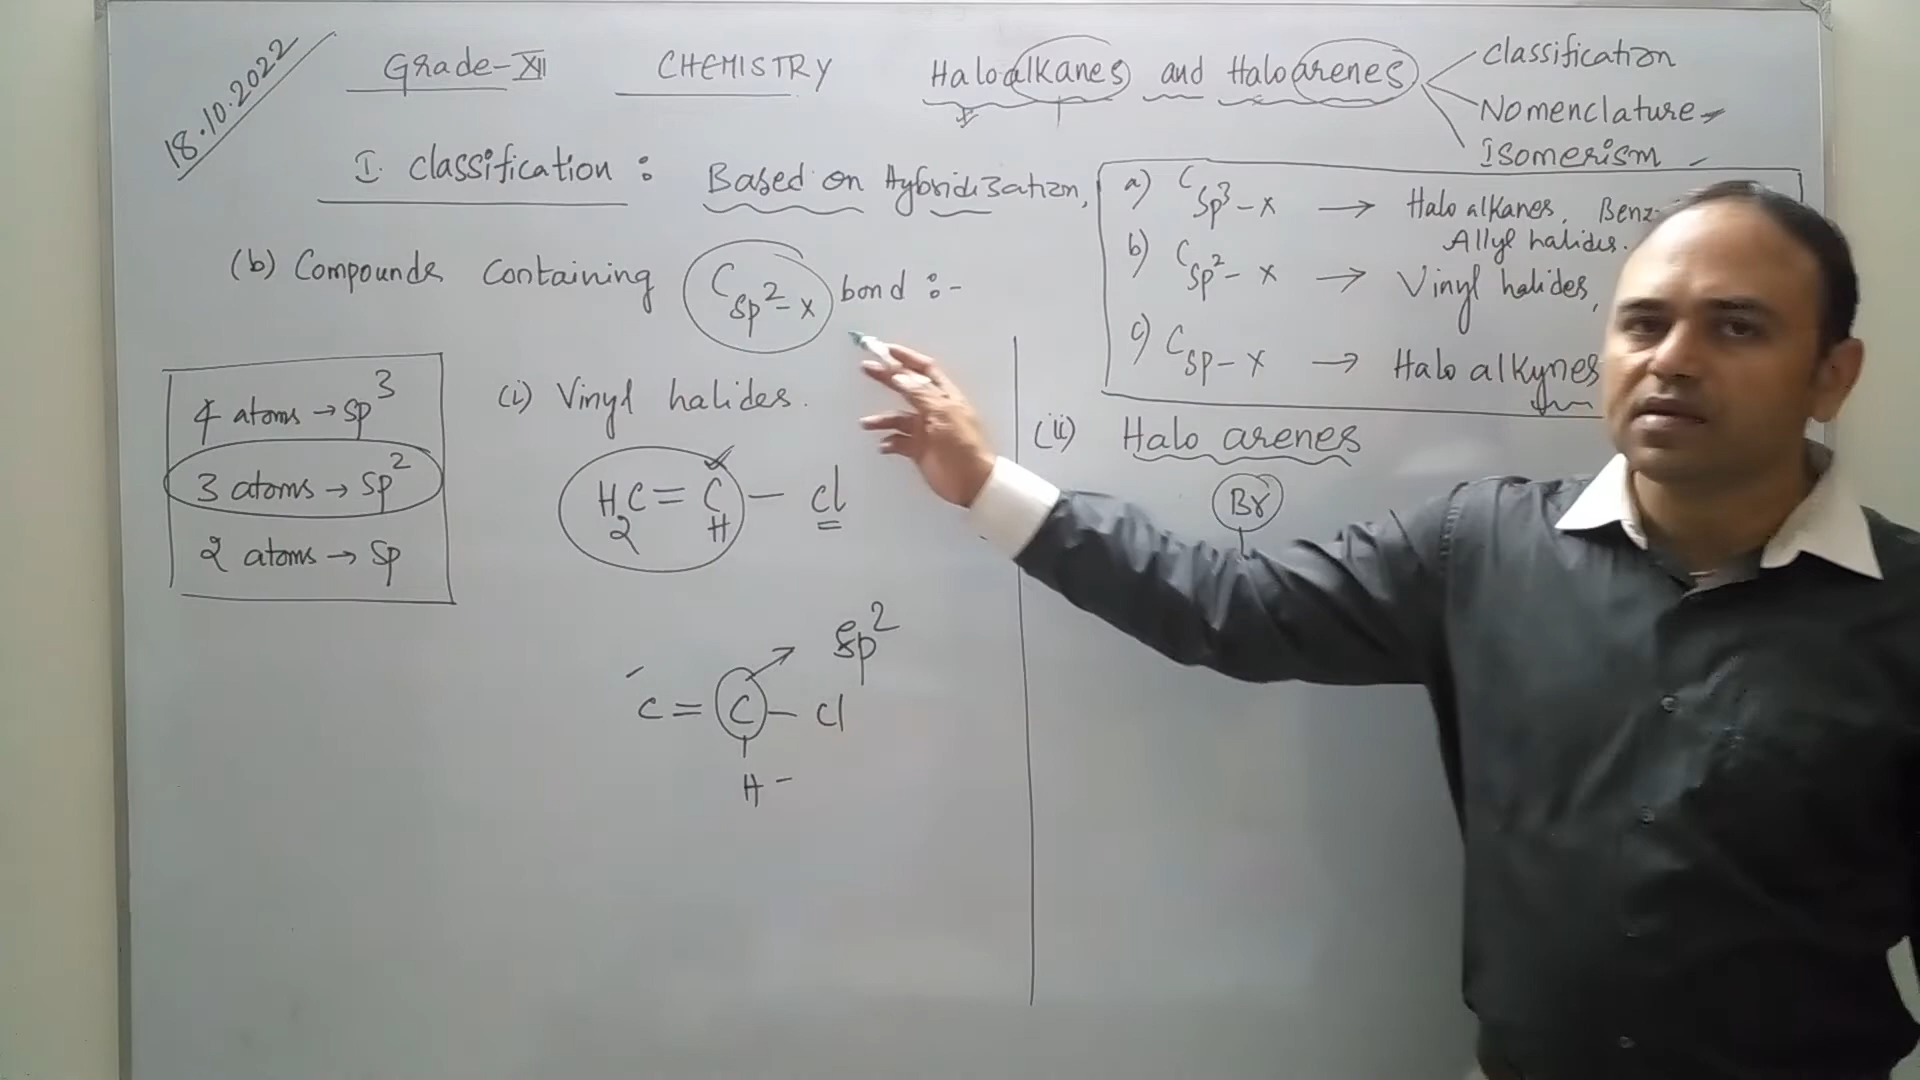 18.10.2022
Grade-XII CHEMISTRY Haloalkanes and Haloarenes
Classification
Nomenclature
Isomerism
I. Classification : Based on Hybridization,
a) C sp³-x → Halo alkanes, Benz
Allyl halides.
b) C sp²-x → Vinyl halides,
c) C sp-x → Halo alkynes
(b) Compounds containing C sp²-x bond :-
4 atoms → sp³
3 atoms → sp²
2 atoms → sp
(i) Vinyl halides.
H₂C = C – Cl
H
sp²
C = C – Cl
H –
(ii) Halo arenes
Br